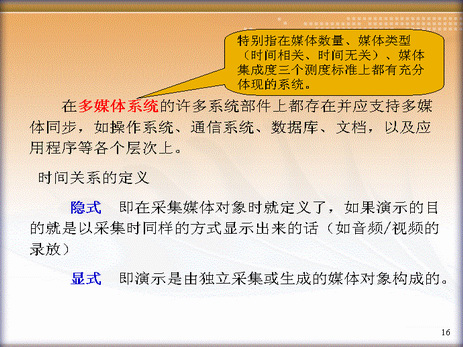 特别指在媒体数量、媒体类型
（时间相关、时间无关）、媒体
集成度三个测度标准上都有充分
体现的系统。
在多媒体系统的许多系统部件上都存在并应支持多媒
体同步，如操作系统、通信系统、数据库、文档，以及应
用程序等各个层次上。
时间关系的定义
隐式 即在采集媒体对象时就定义了，如果演示的目
的就是以采集时同样的方式显示出来的话（如音频/视频的
录放）
显式 即演示是由独立采集或生成的媒体对象构成的。
16